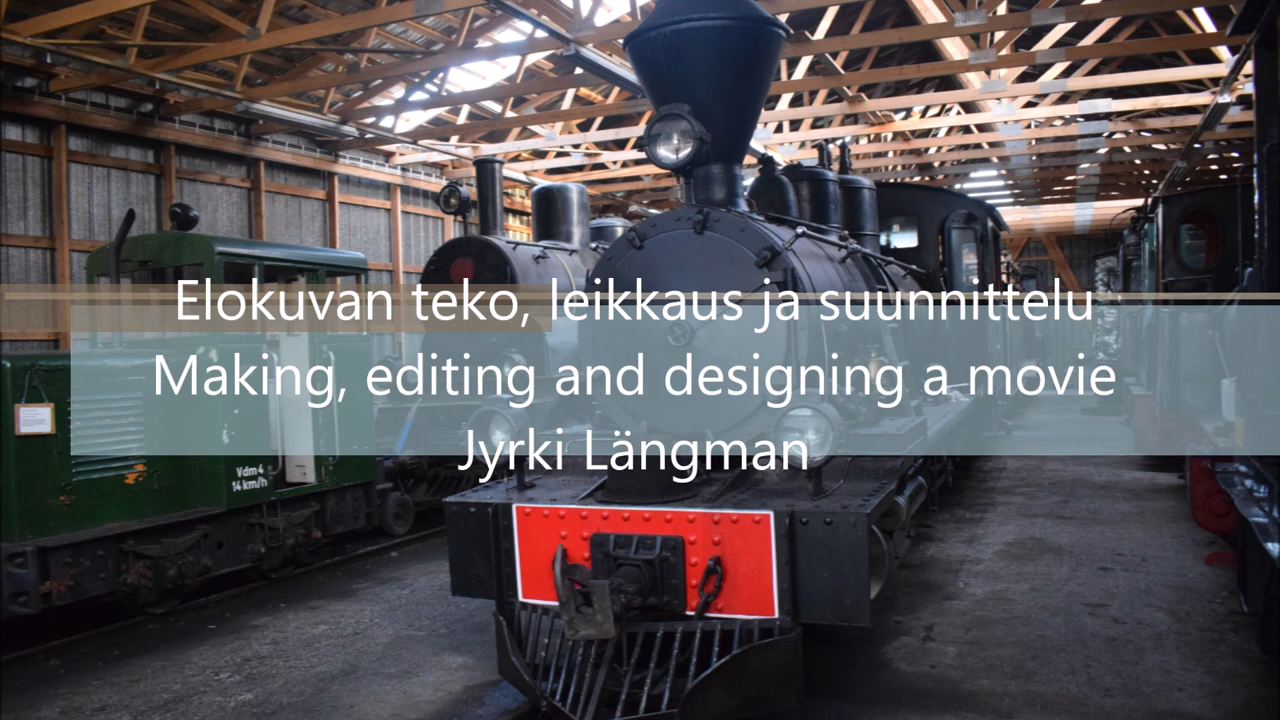 Elokuvan teko, leikkaus ja suunnittelu
Making, editing and designing a movie
Jyrki Längman
Vdm 4
14 km/h